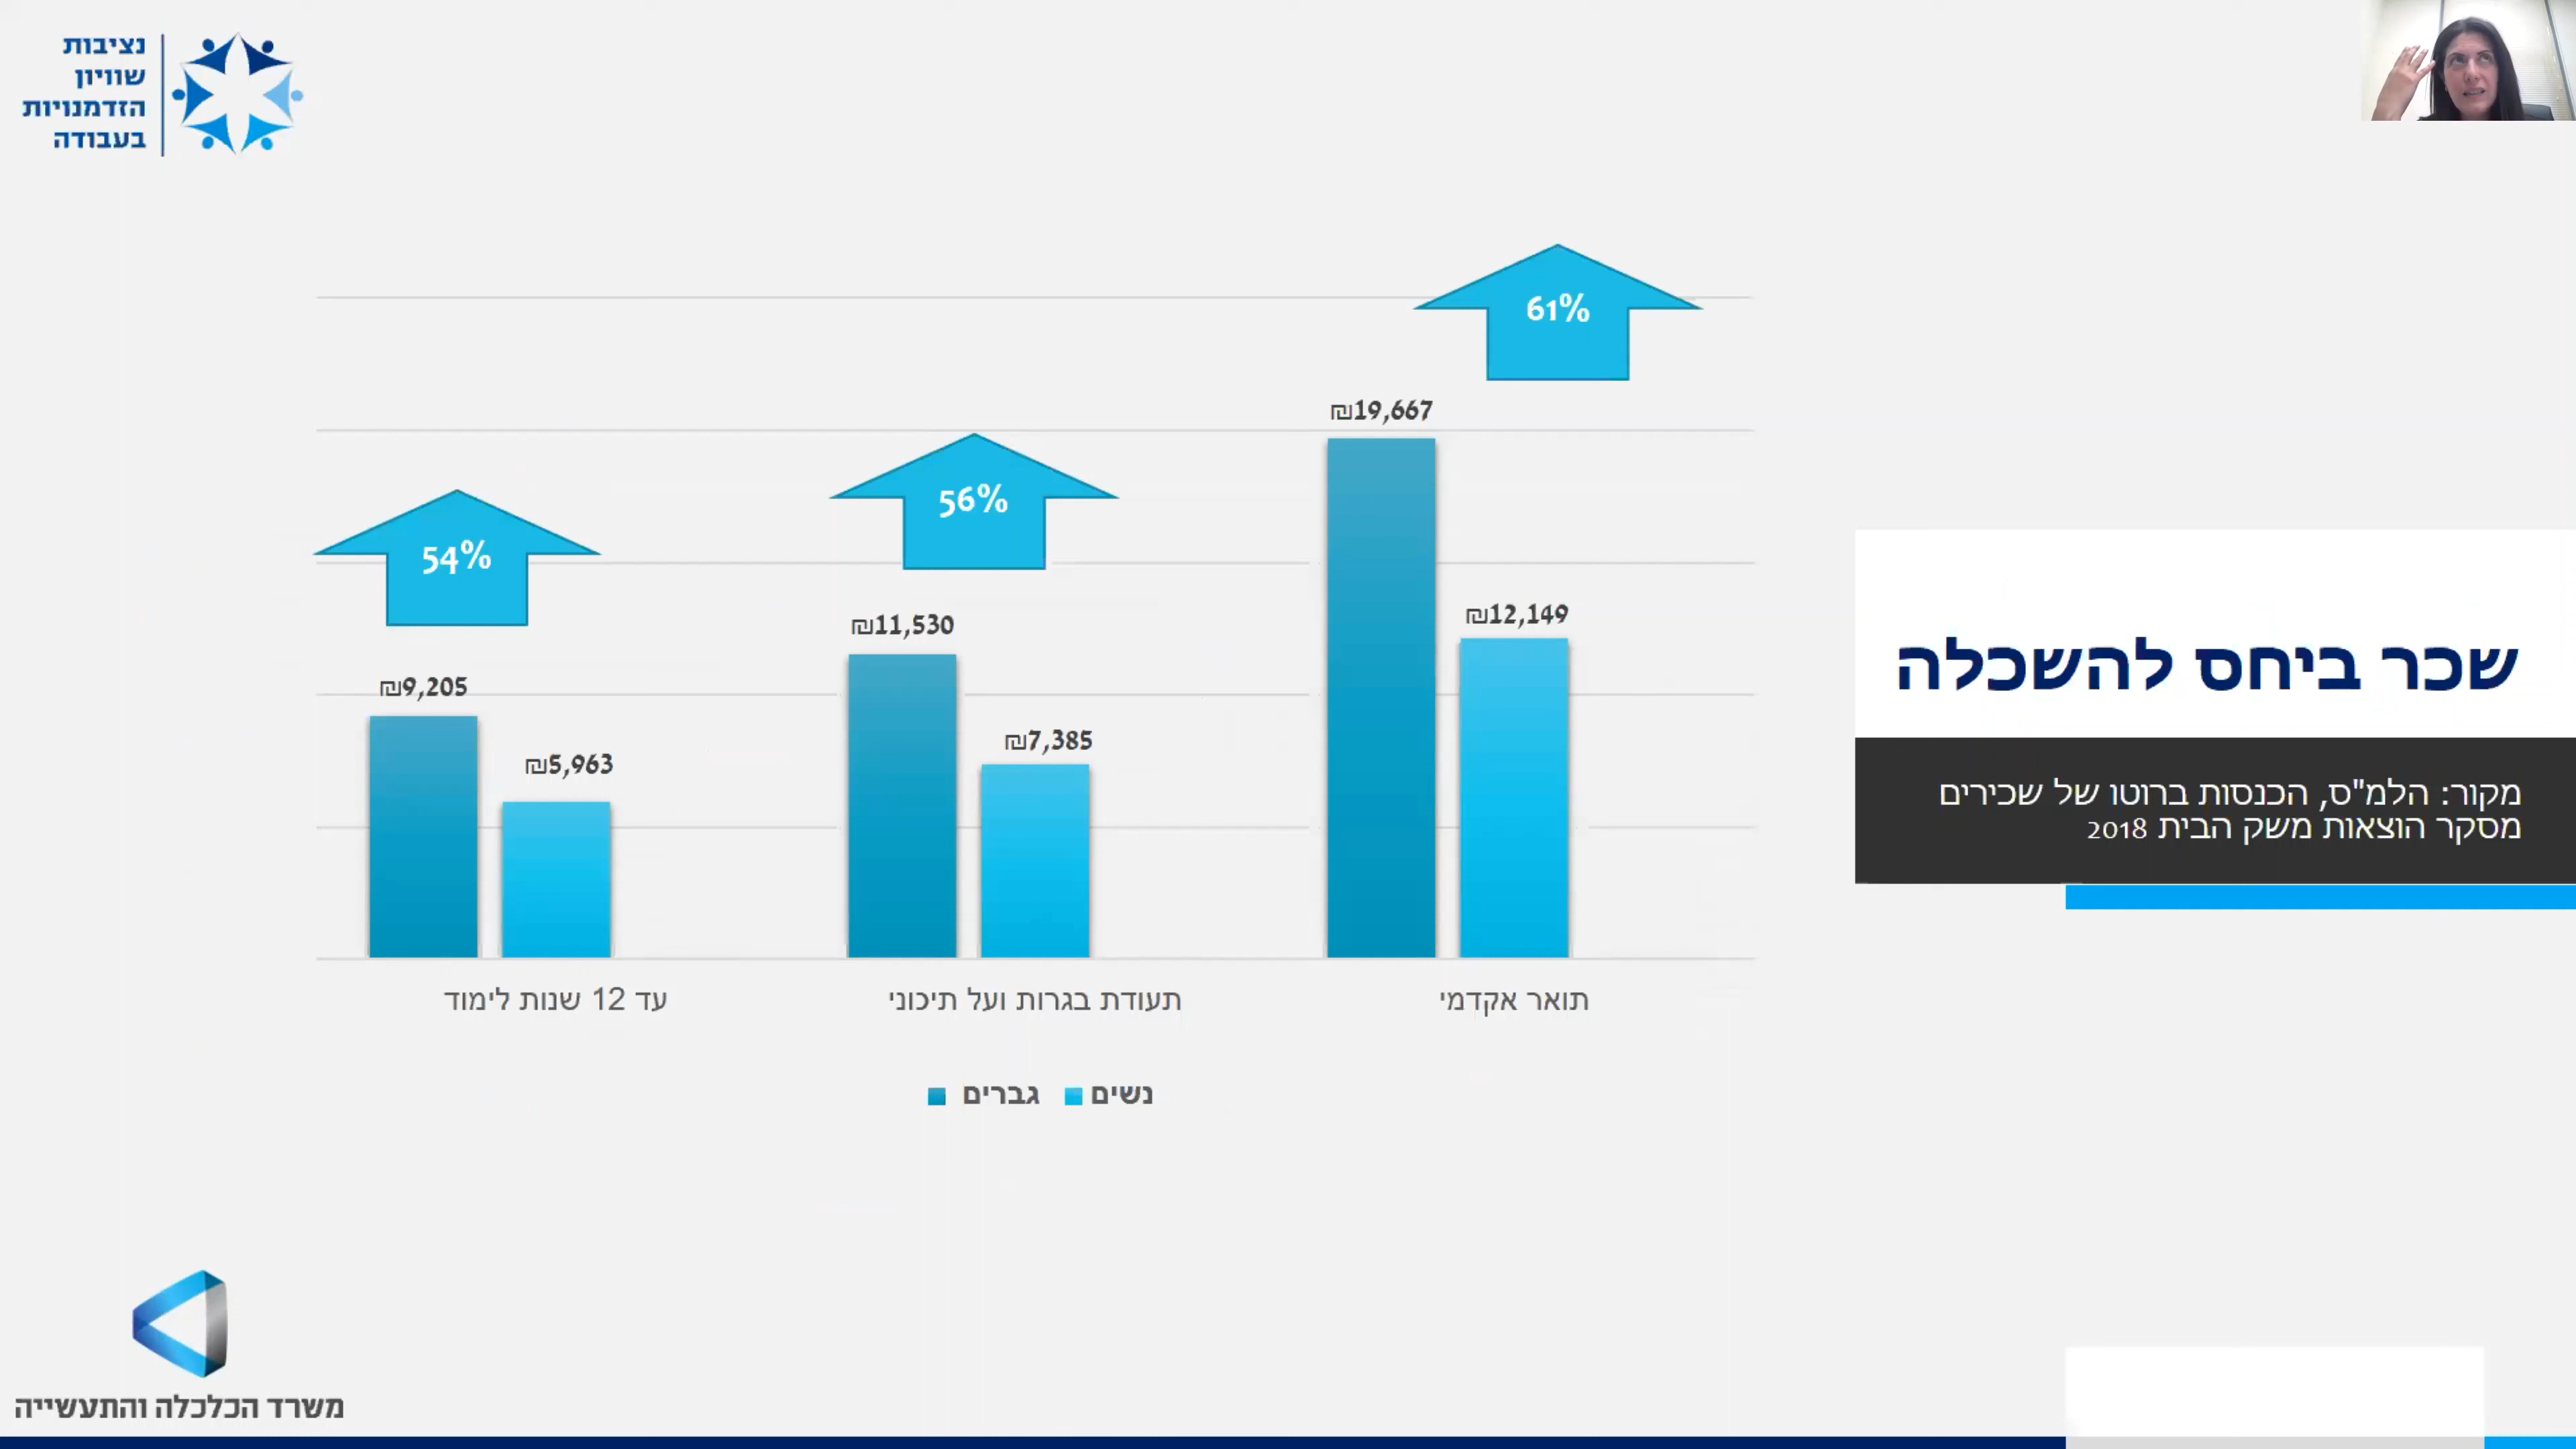 נציבות
שוויון
הזדמנויות
בעבודה
61%
56%
54%
₪19,667
₪12,149
₪11,530
₪7,385
₪9,205
₪5,963
עד 12 שנות לימוד
תעודת בגרות ועל תיכוני
תואר אקדמי
גברים
נשים
שכר ביחס להשכלה
מקור: הלמ"ס, הכנסות ברוטו של שכירים
מסקר הוצאות משק הבית 2018
משרד הכלכלה והתעשייה